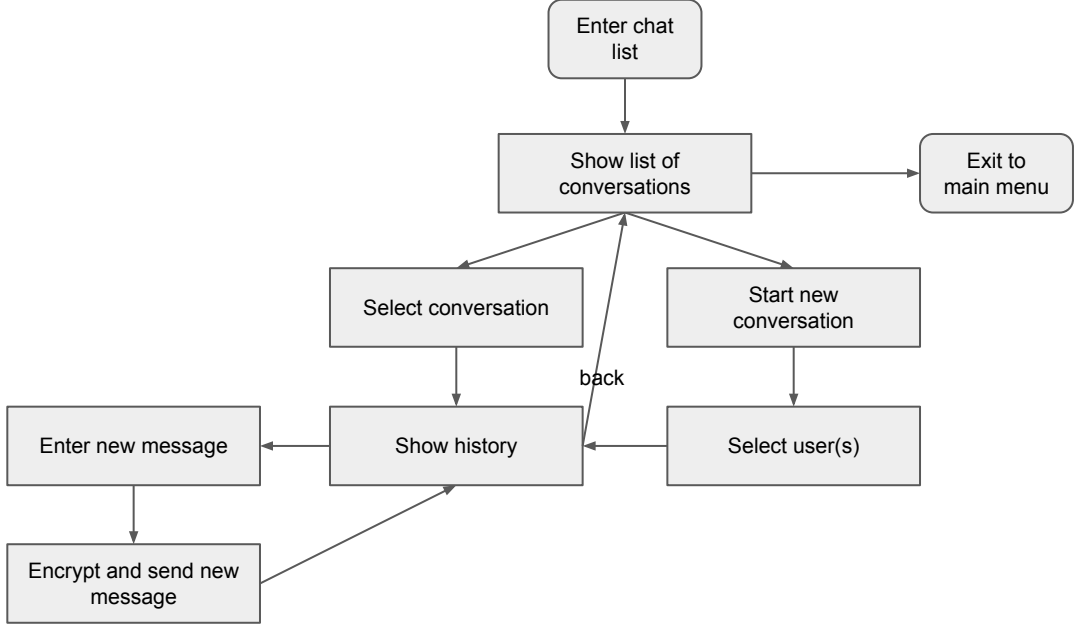 Enter chat
list
Show list of
conversations
Exit to
main menu
Select conversation
Start new
conversation
back
Enter new message
Show history
Select user(s)
Encrypt and send new
message